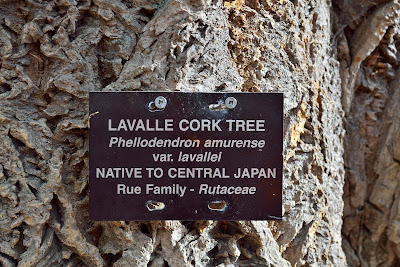 LAVALLE CORK TREE
Phellodendron amurense
var. lavallei
NATIVE TO CENTRAL JAPAN
Rue Family - Rutaceae